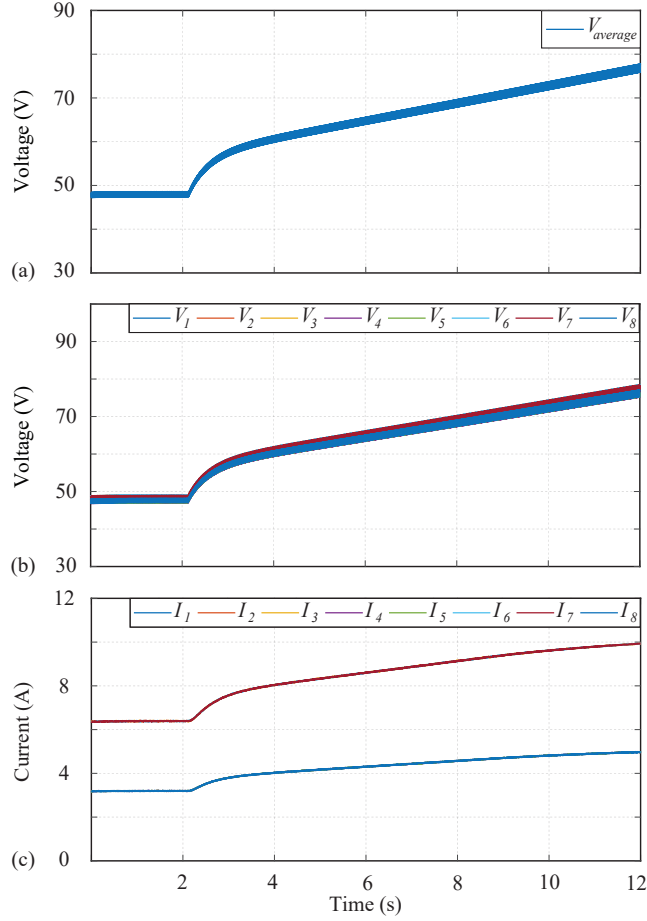 90
V_average
70
Voltage (V)
50
(a)
30
V_1 V_2 V_3 V_4 V_5 V_6 V_7 V_8
90
70
Voltage (V)
50
(b)
30
12
I_1 I_2 I_3 I_4 I_5 I_6 I_7 I_8
8
Current (A)
4
(c)
0
2 4 6 8 10 12
Time (s)